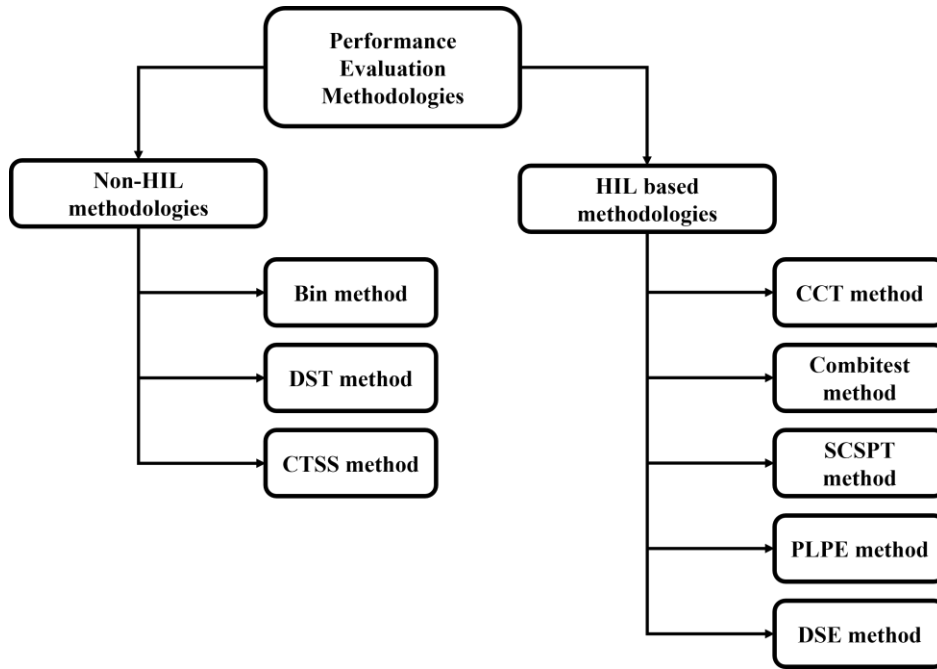 Performance
Evaluation
Methodologies
Non-HIL
methodologies
Bin method
DST method
CTSS method
HIL based
methodologies
CCT method
Combitest
method
SCSPT
method
PLPE method
DSE method